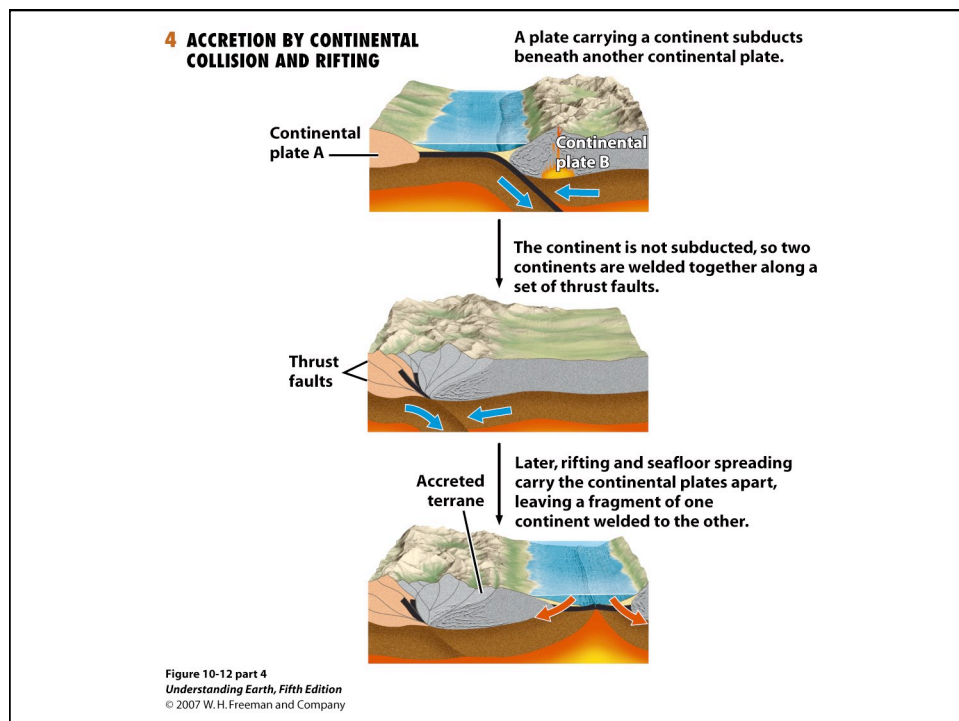 4 ACCRETION BY CONTINENTAL
COLLISION AND RIFTING
A plate carrying a continent subducts
beneath another continental plate.
Continental
plate A
Continental
plate B
The continent is not subducted, so two
continents are welded together along a
set of thrust faults.
Thrust
faults
Later, rifting and seafloor spreading
carry the continental plates apart,
leaving a fragment of one
continent welded to the other.
Accreted
terrane
Figure 10-12 part 4
Understanding Earth, Fifth Edition
© 2007 W. H. Freeman and Company